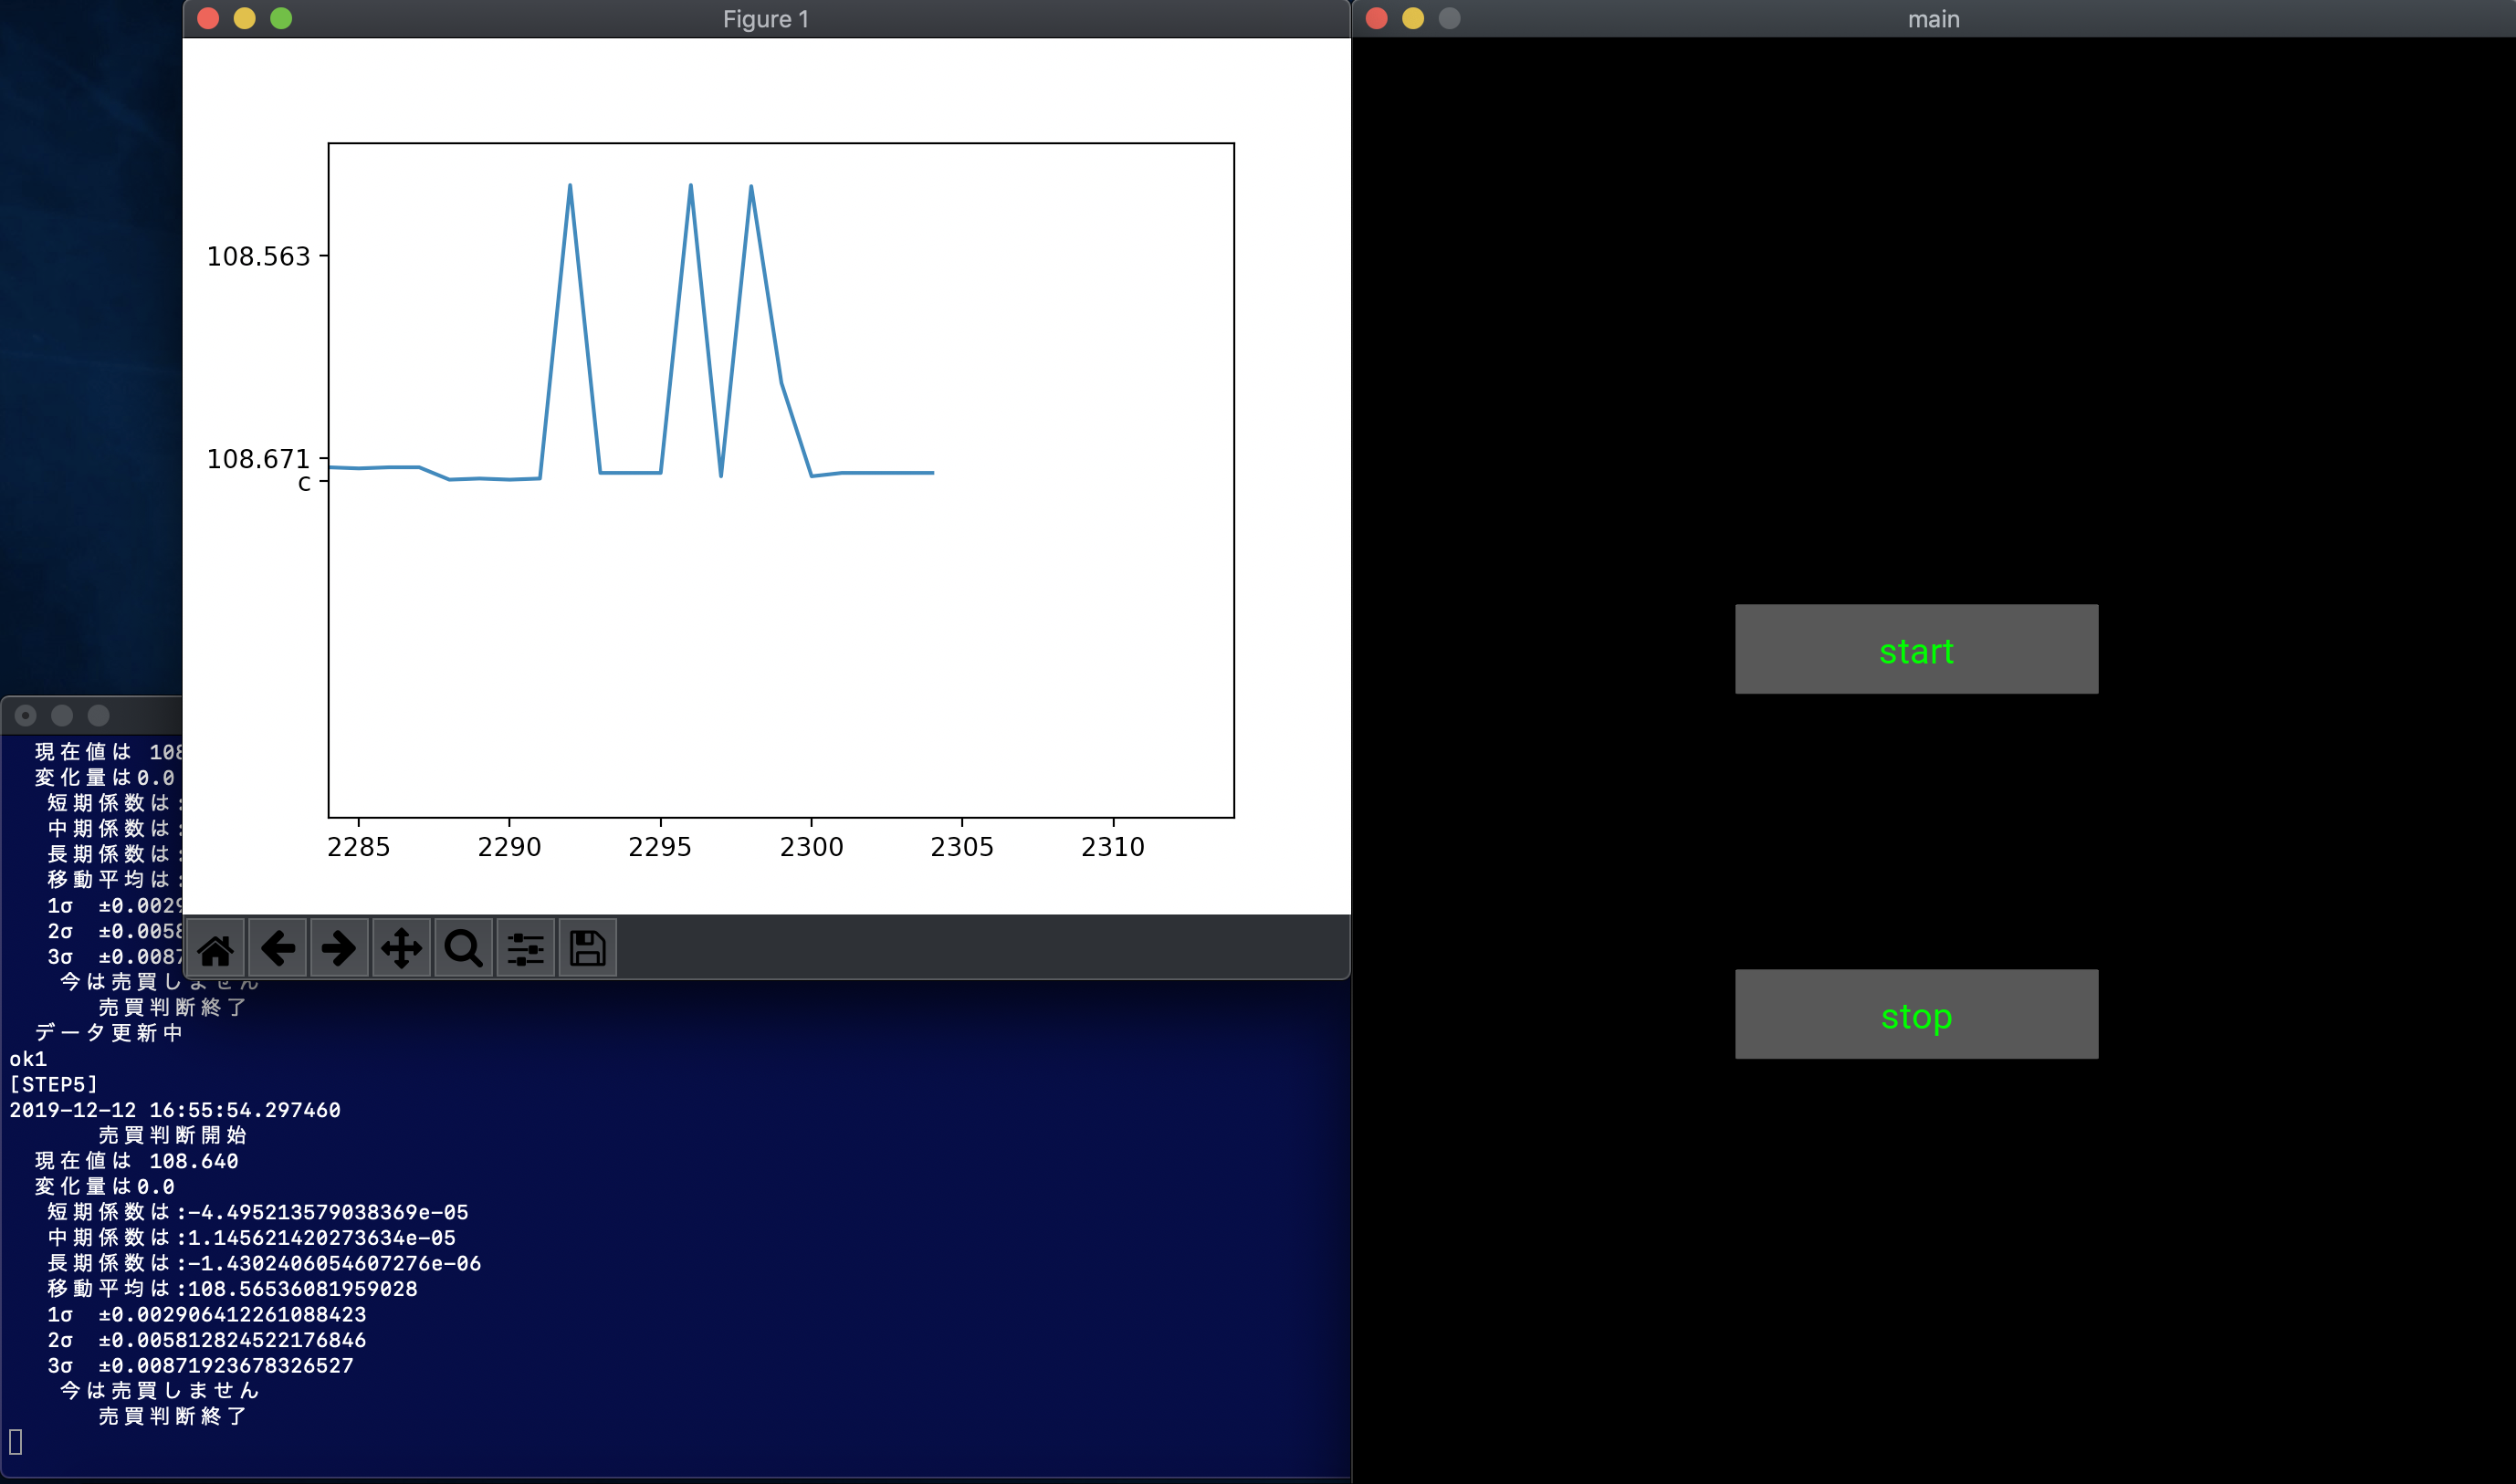 Figure 1
main
108.563
108.671
c
2285 2290 2295 2300 2305 2310
start
stop
現在値は 108
変化量は0.0
短期係数は:
中期係数は:
長期係数は:
移動平均は:
1σ ±0.0029
2σ ±0.0058
3σ ±0.0087
今は売買しません
売買判断終了
データ更新中
ok1
[STEP5]
2019-12-12 16:55:54.297460
売買判断開始
現在値は 108.640
変化量は0.0
短期係数は:-4.495213579038369e-05
中期係数は:1.145621420273634e-05
長期係数は:-1.4302406054607276e-06
移動平均は:108.56536081959028
1σ ±0.002906412261088423
2σ ±0.005812824522176846
3σ ±0.00871923678326527
今は売買しません
売買判断終了